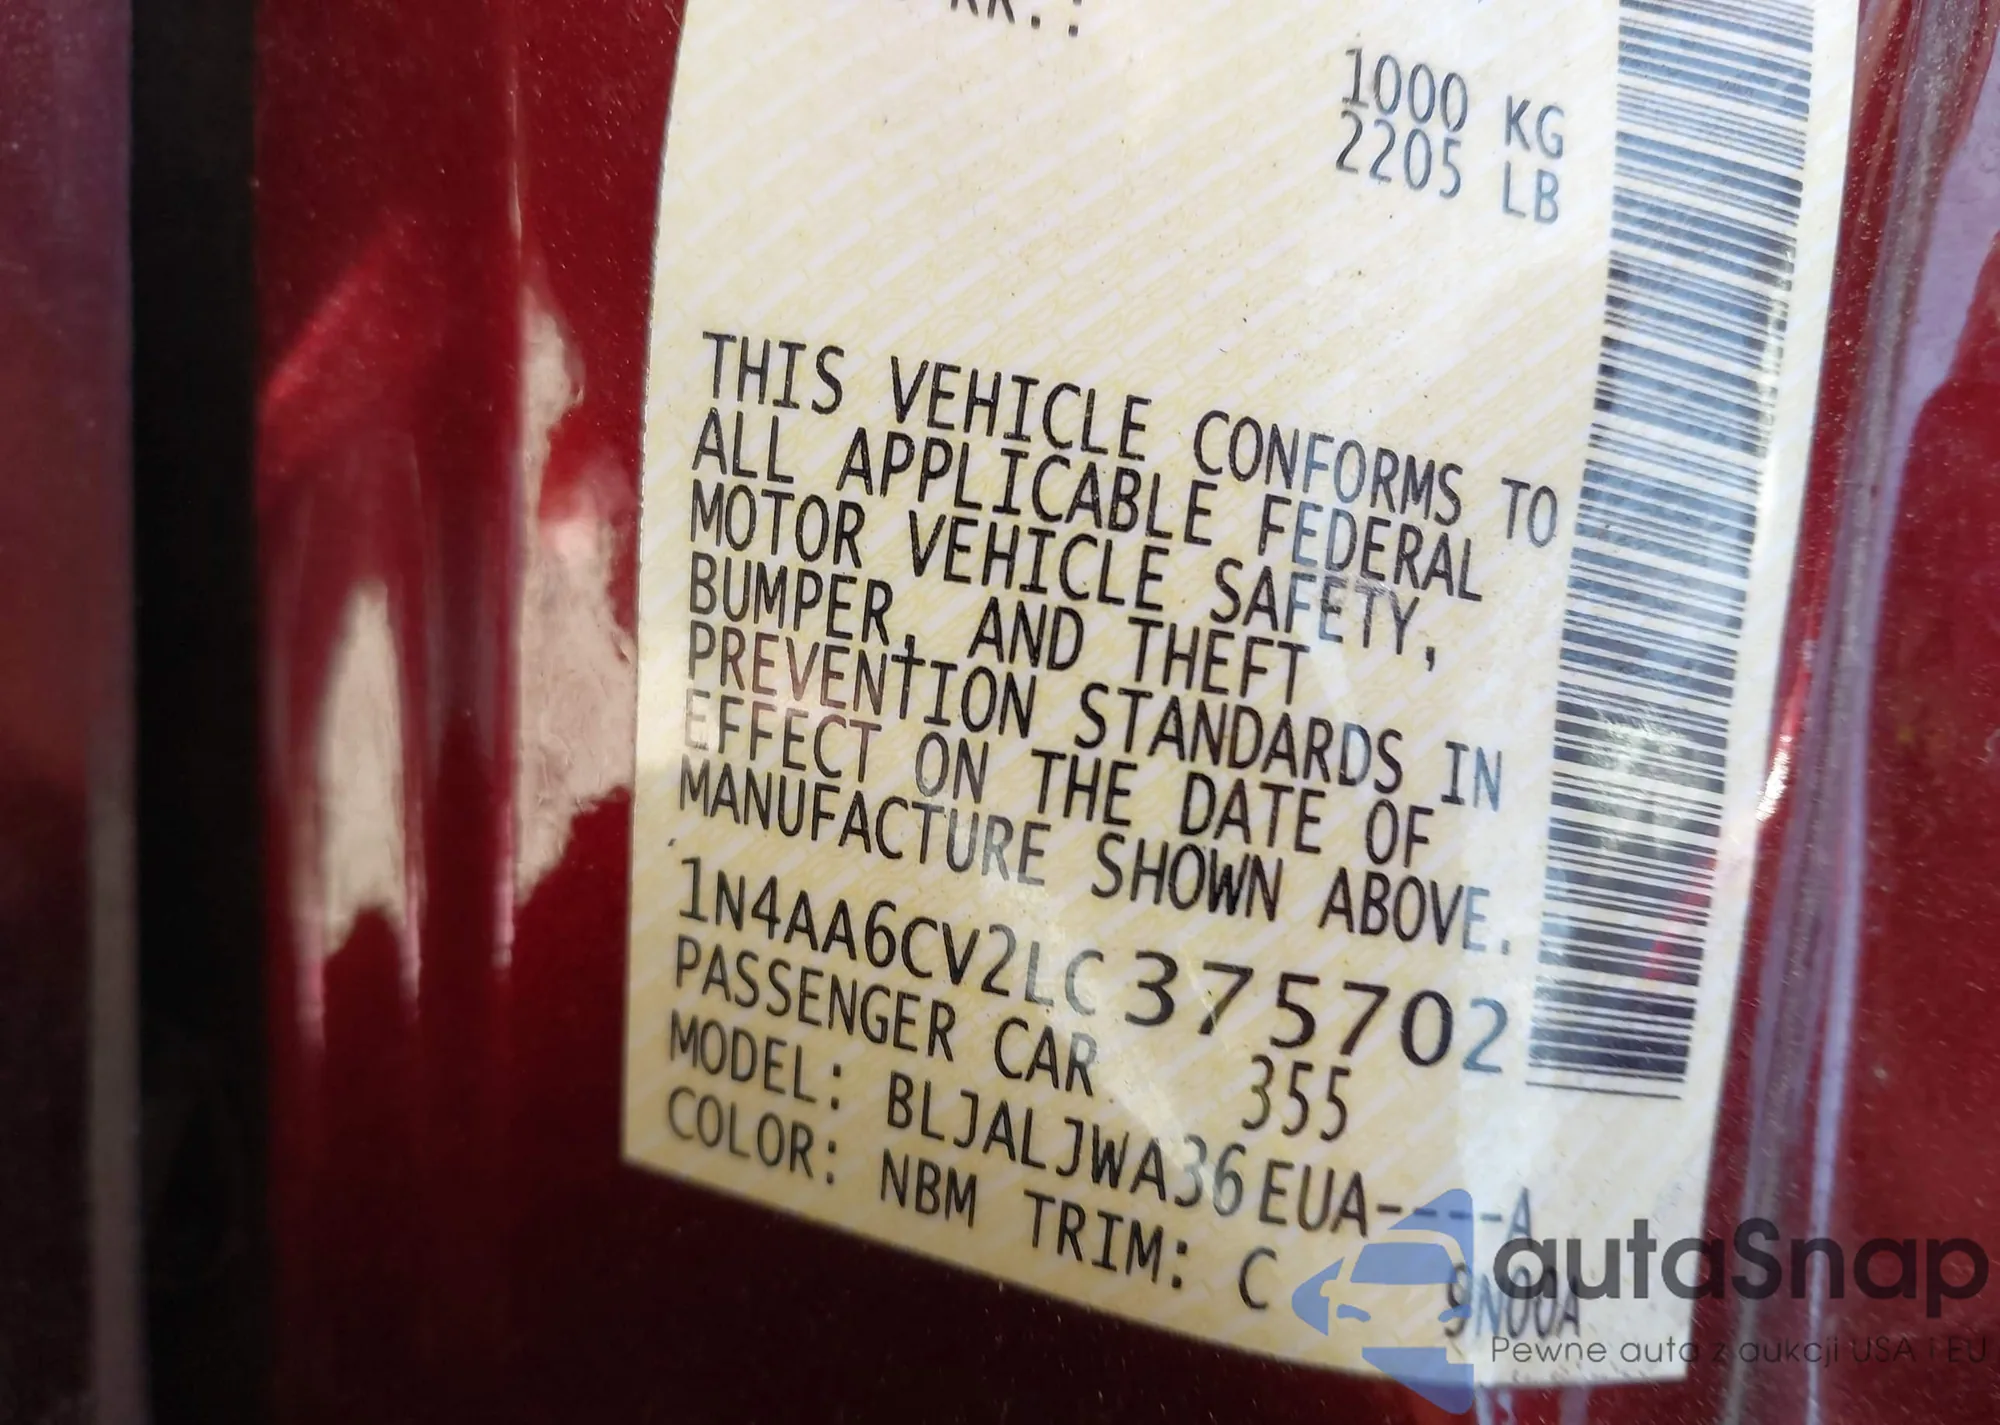 RR.:
1000 KG
2205 LB
THIS VEHICLE CONFORMS TO
ALL APPLICABLE FEDERAL
MOTOR VEHICLE SAFETY,
BUMPER, AND THEFT
PREVENTION STANDARDS IN
EFFECT ON THE DATE OF
MANUFACTURE SHOWN ABOVE.
1N4AA6CV2LC375702
PASSENGER CAR 355
MODEL: BLJALJWA36EUA----A
COLOR: NBM TRIM: C 9N00A
autaSnap
Pewne auta z aukcji USA i EU